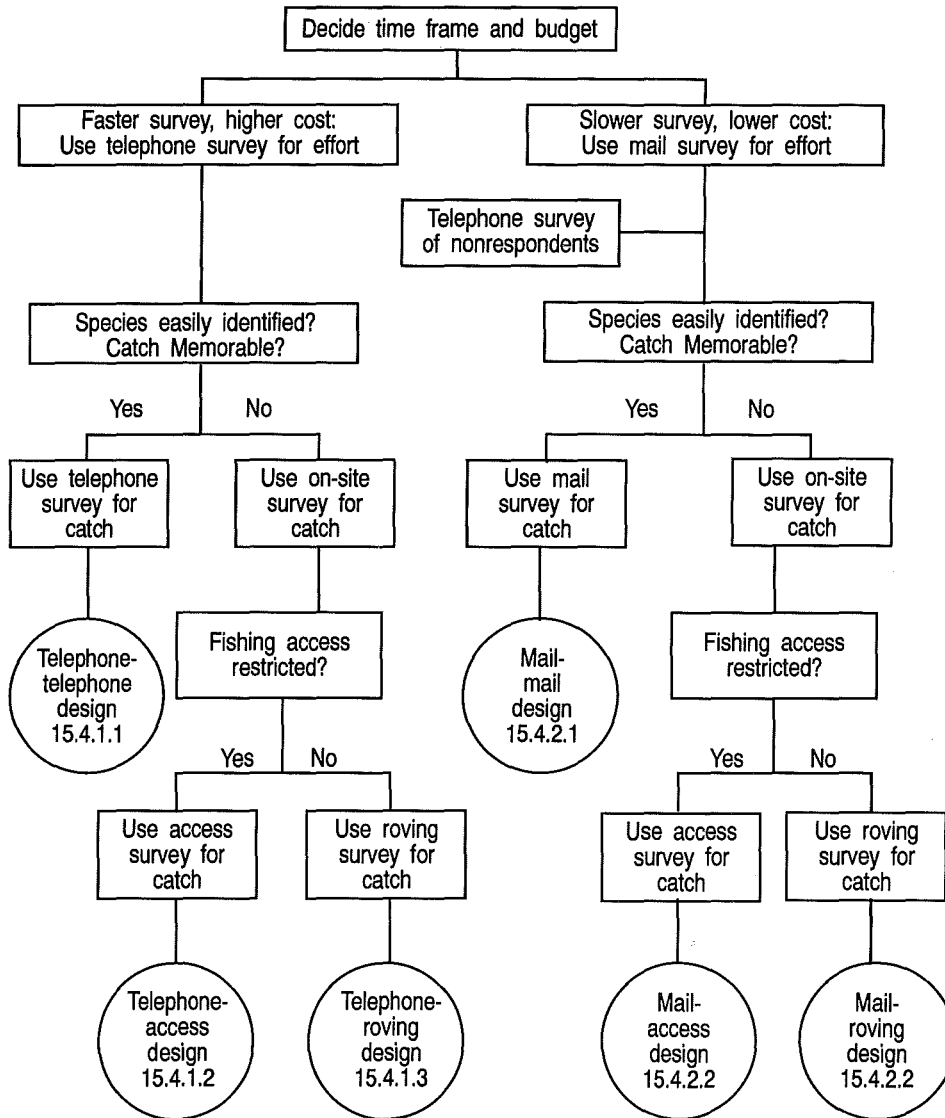 Decide time frame and budget
Faster survey, higher cost:
Use telephone survey for effort
Slower survey, lower cost:
Use mail survey for effort
Telephone survey
of nonrespondents
Species easily identified?
Catch Memorable?
Species easily identified?
Catch Memorable?
Yes
No
Yes
No
Use telephone
survey for
catch
Use on-site
survey for
catch
Use mail
survey for
catch
Use on-site
survey for
catch
Telephone-
telephone
design
15.4.1.1
Fishing access
restricted?
Mail-
mail
design
15.4.2.1
Fishing access
restricted?
Yes
No
Yes
No
Use access
survey for
catch
Use roving
survey for
catch
Use access
survey for
catch
Use roving
survey for
catch
Telephone-
access
design
15.4.1.2
Telephone-
roving
design
15.4.1.3
Mail-
access
design
15.4.2.2
Mail-
roving
design
15.4.2.2